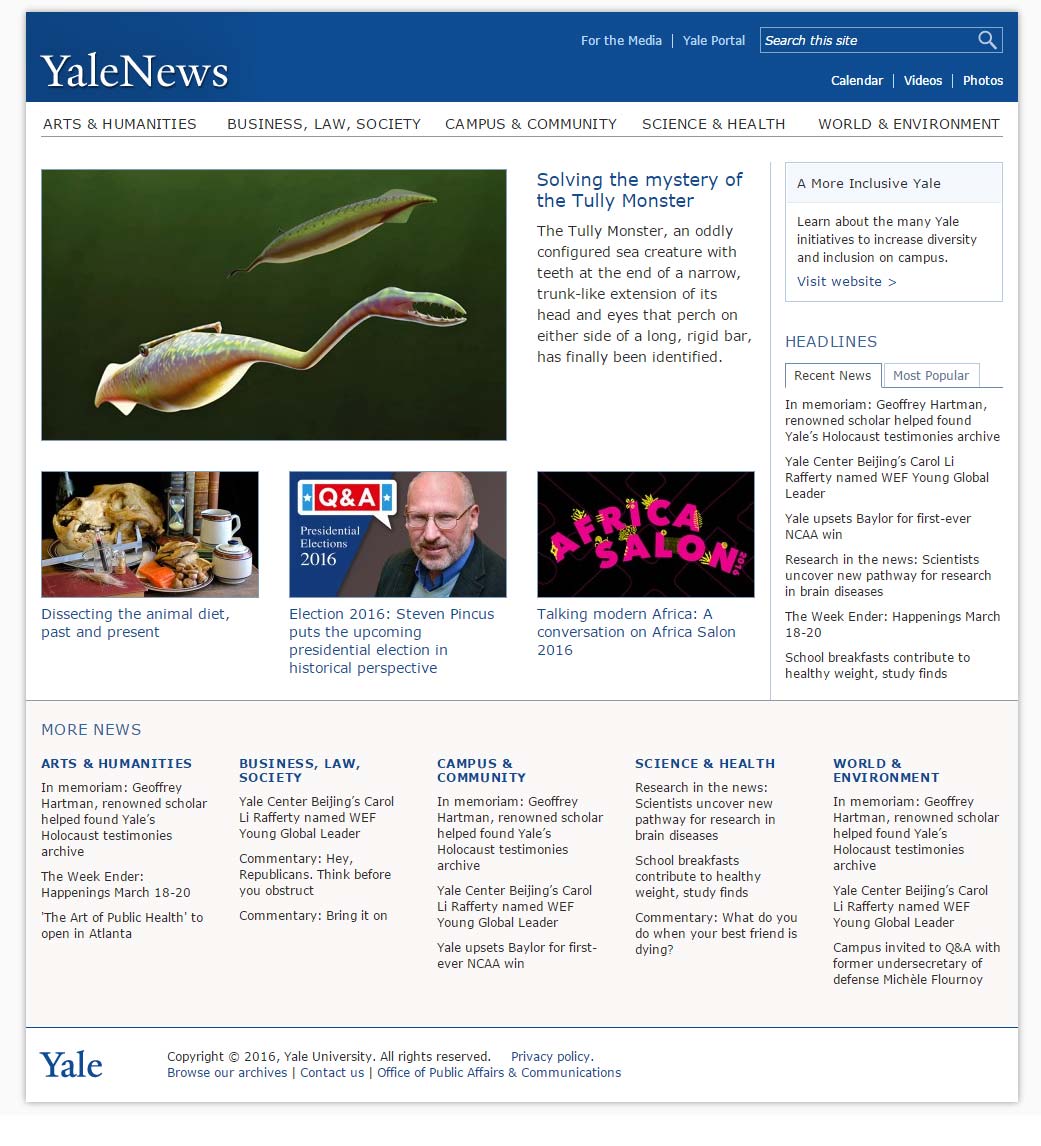 YaleNews
For the Media | Yale Portal
Search this site
Calendar | Videos | Photos
ARTS & HUMANITIES
BUSINESS, LAW, SOCIETY
CAMPUS & COMMUNITY
SCIENCE & HEALTH
WORLD & ENVIRONMENT
Solving the mystery of
the Tully Monster
The Tully Monster, an oddly
configured sea creature with
teeth at the end of a narrow,
trunk-like extension of its
head and eyes that perch on
either side of a long, rigid bar,
has finally been identified.
Dissecting the animal diet,
past and present
Q&A
Presidential
Elections
2016
Election 2016: Steven Pincus
puts the upcoming
presidential election in
historical perspective
AFRICA
SALON
2016
Talking modern Africa: A
conversation on Africa Salon
2016
A More Inclusive Yale
Learn about the many Yale
initiatives to increase diversity
and inclusion on campus.
Visit website >
HEADLINES
Recent News
Most Popular
In memoriam: Geoffrey Hartman,
renowned scholar helped found
Yale’s Holocaust testimonies archive
Yale Center Beijing’s Carol Li
Rafferty named WEF Young Global
Leader
Yale upsets Baylor for first-ever
NCAA win
Research in the news: Scientists
uncover new pathway for research
in brain diseases
The Week Ender: Happenings March
18-20
School breakfasts contribute to
healthy weight, study finds
MORE NEWS
ARTS & HUMANITIES
In memoriam: Geoffrey
Hartman, renowned scholar
helped found Yale’s
Holocaust testimonies
archive
The Week Ender:
Happenings March 18-20
'The Art of Public Health' to
open in Atlanta
BUSINESS, LAW,
SOCIETY
Yale Center Beijing’s Carol
Li Rafferty named WEF
Young Global Leader
Commentary: Hey,
Republicans. Think before
you obstruct
Commentary: Bring it on
CAMPUS &
COMMUNITY
In memoriam: Geoffrey
Hartman, renowned scholar
helped found Yale’s
Holocaust testimonies
archive
Yale Center Beijing’s Carol
Li Rafferty named WEF
Young Global Leader
Yale upsets Baylor for first-
ever NCAA win
SCIENCE & HEALTH
Research in the news:
Scientists uncover new
pathway for research in
brain diseases
School breakfasts
contribute to healthy
weight, study finds
Commentary: What do you
do when your best friend is
dying?
WORLD &
ENVIRONMENT
In memoriam: Geoffrey
Hartman, renowned scholar
helped found Yale’s
Holocaust testimonies
archive
Yale Center Beijing’s Carol
Li Rafferty named WEF
Young Global Leader
Campus invited to Q&A with
former undersecretary of
defense Michèle Flournoy
Yale
Copyright © 2016, Yale University. All rights reserved. Privacy policy.
Browse our archives | Contact us | Office of Public Affairs & Communications